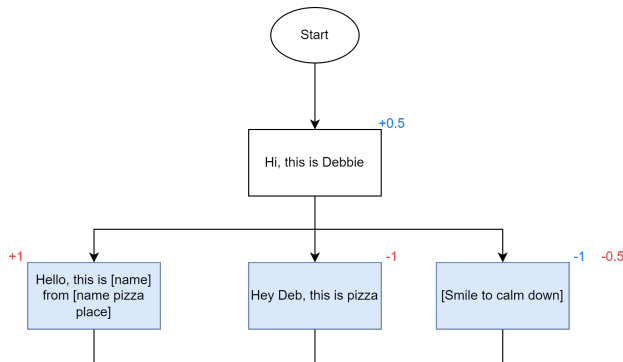 Start
+0.5
Hi, this is Debbie
+1
-1
-1
-0.5
Hello, this is [name]
from [name pizza
place]
Hey Deb, this is pizza
[Smile to calm down]